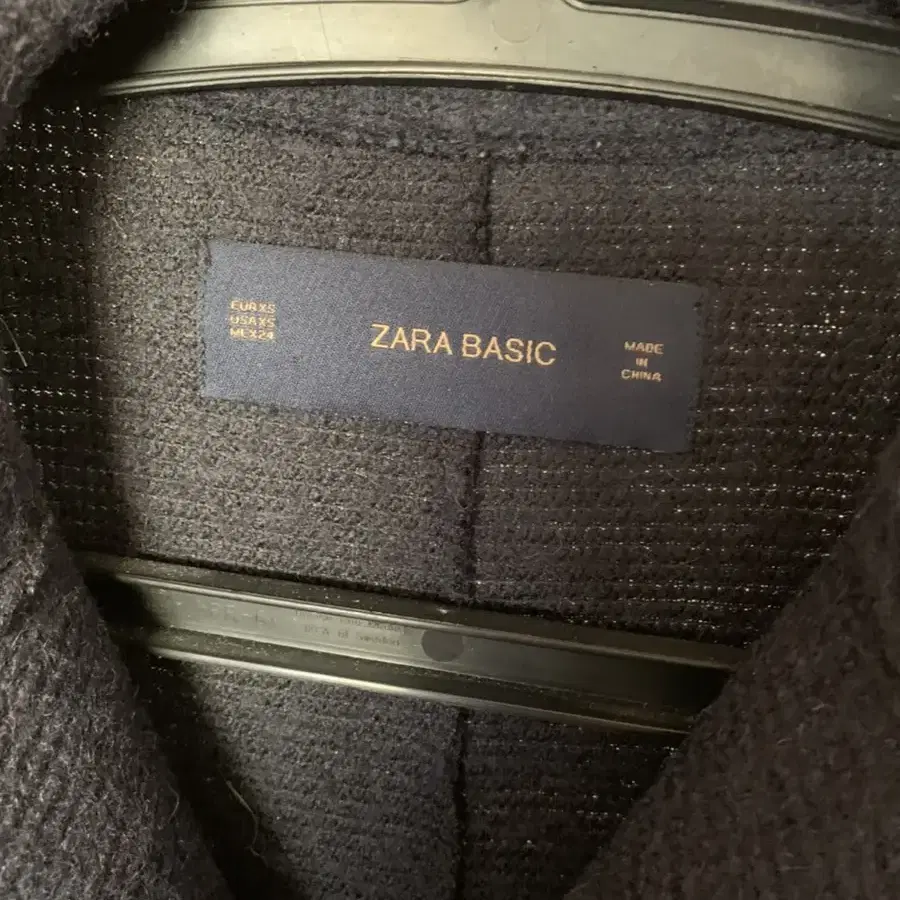 EUR XS
USA XS
MEX 24
ZARA BASIC
MADE
IN
CHINA